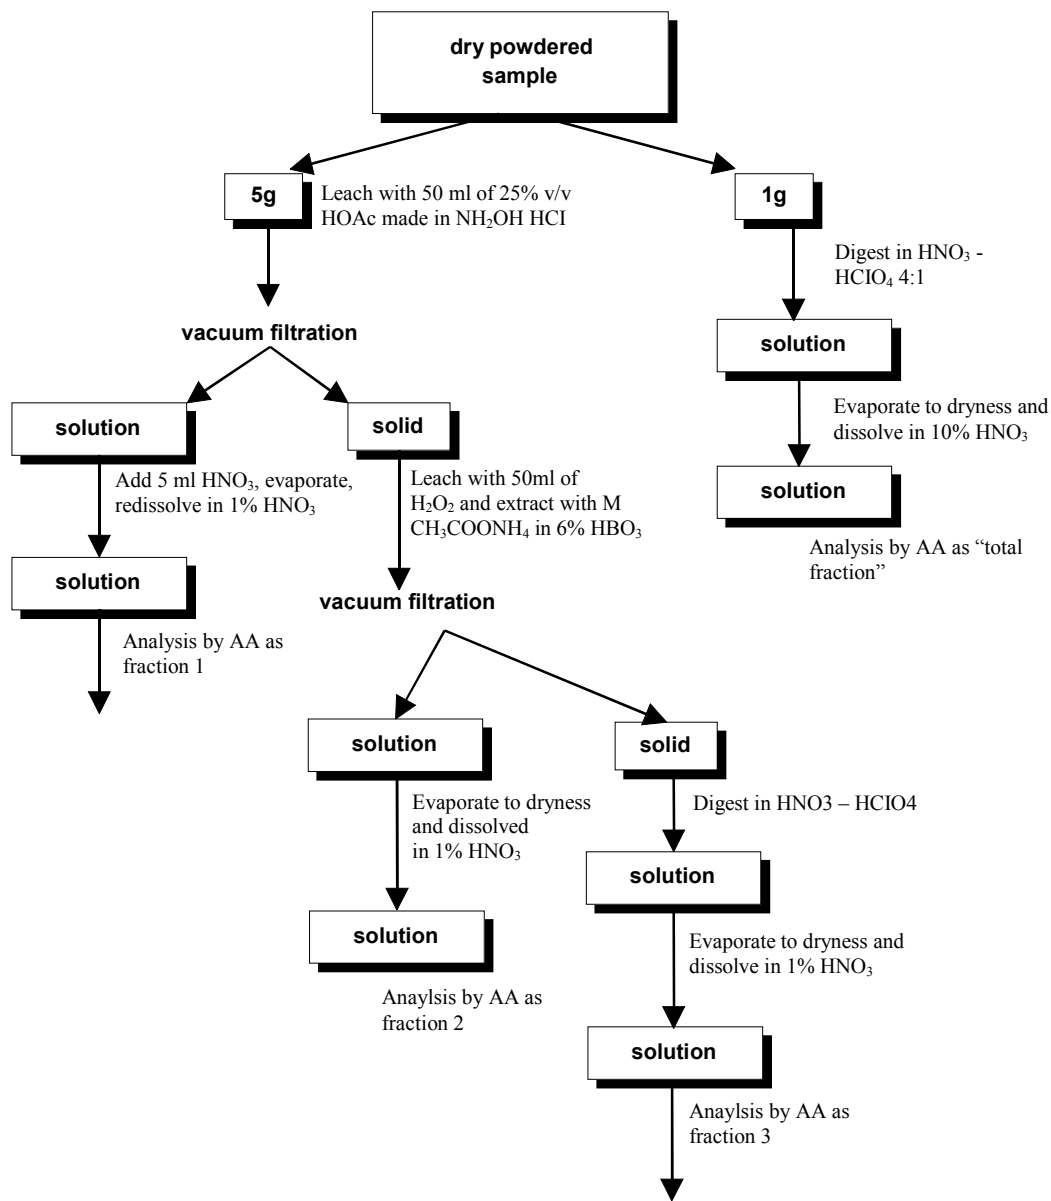 dry powdered
sample
5g
Leach with 50 ml of 25% v/v
HOAc made in NH₂OH HCI
1g
Digest in HNO₃ -
HCIO₄ 4:1
solution
Evaporate to dryness and
dissolve in 10% HNO₃
solution
Analysis by AA as “total
fraction”
vacuum filtration
solution
Add 5 ml HNO₃, evaporate,
redissolve in 1% HNO₃
solution
Analysis by AA as
fraction 1
solid
Leach with 50ml of
H₂O₂ and extract with M
CH₃COONH₄ in 6% HBO₃
vacuum filtration
solution
Evaporate to dryness
and dissolved
in 1% HNO₃
solution
Anaylsis by AA as
fraction 2
solid
Digest in HNO3 – HCIO4
solution
Evaporate to dryness and
dissolve in 1% HNO₃
solution
Anaylsis by AA as
fraction 3